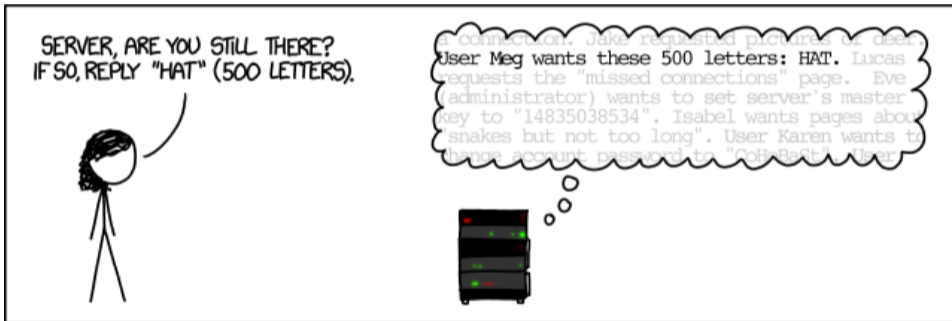 SERVER, ARE YOU STILL THERE?
IF SO, REPLY "HAT" (500 LETTERS).
a connection. Jake requested pictures of deer.
User Meg wants these 500 letters: HAT. Lucas
requests the "missed connections" page. Eve
(administrator) wants to set server's master
key to "14835038534". Isabel wants pages about
"snakes but not too long". User Karen wants to
change account password to "CoHoBaSt". User